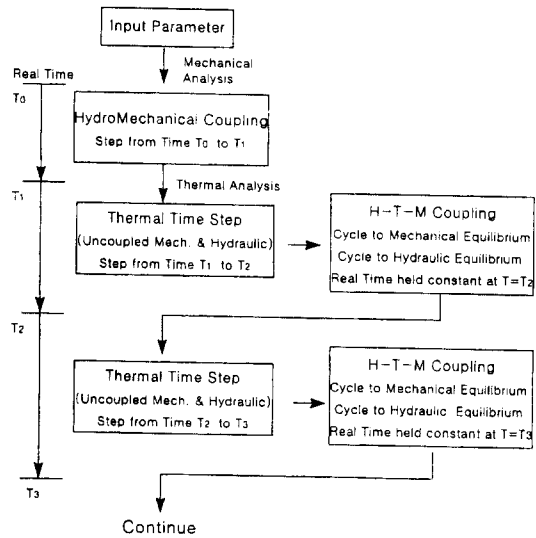 Input Parameter
Mechanical
Analysis
Real Time
T0
HydroMechanical Coupling
Step from Time T0 to T1
Thermal Analysis
T1
Thermal Time Step
(Uncoupled Mech. & Hydraulic)
Step from Time T1 to T2
H-T-M Coupling
Cycle to Mechanical Equilibrium
Cycle to Hydraulic Equilibrium
Real Time held constant at T=T2
T2
Thermal Time Step
(Uncoupled Mech. & Hydraulic)
Step from Time T2 to T3
H-T-M Coupling
Cycle to Mechanical Equilibrium
Cycle to Hydraulic Equilibrium
Real Time held constant at T=T3
T3
Continue